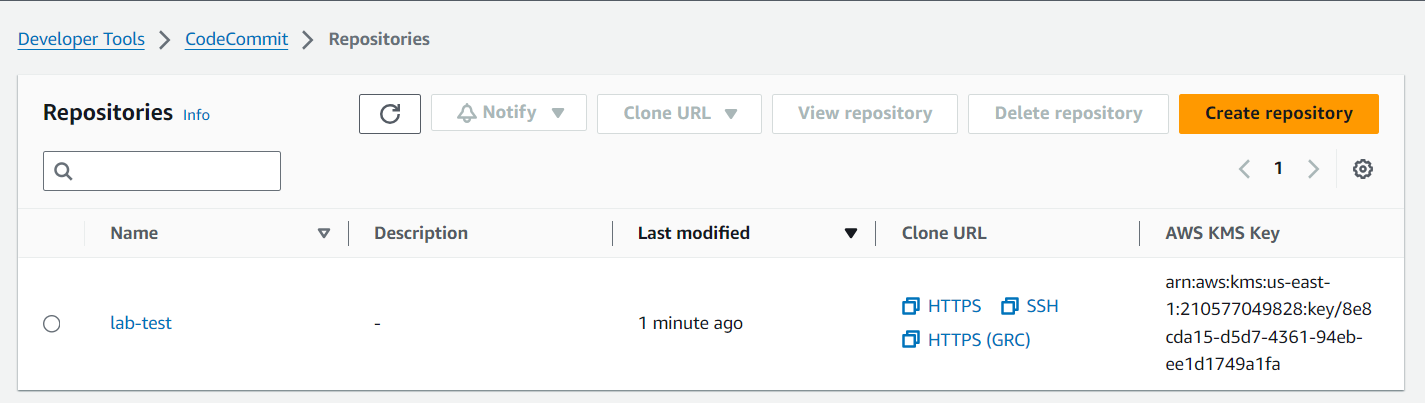 Developer Tools > CodeCommit > Repositories
Repositories Info
Notify
Clone URL
View repository
Delete repository
Create repository
1
Name
Description
Last modified
Clone URL
AWS KMS Key
lab-test
-
1 minute ago
HTTPS SSH
HTTPS (GRC)
arn:aws:kms:us-east-
1:210577049828:key/8e8
cda15-d5d7-4361-94eb-
ee1d1749a1fa